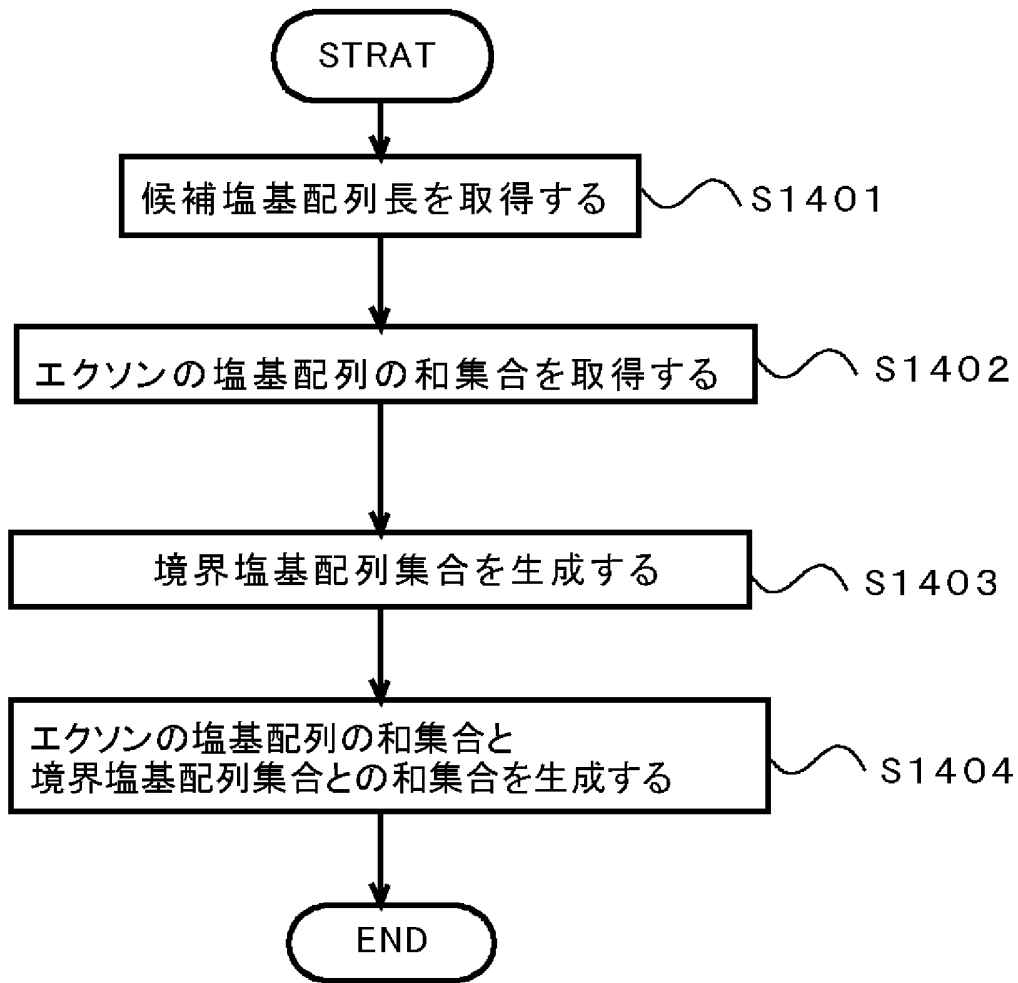 STRAT
候補塩基配列長を取得する
S1401
エクソンの塩基配列の和集合を取得する
S1402
境界塩基配列集合を生成する
S1403
エクソンの塩基配列の和集合と
境界塩基配列集合との和集合を生成する
S1404
END